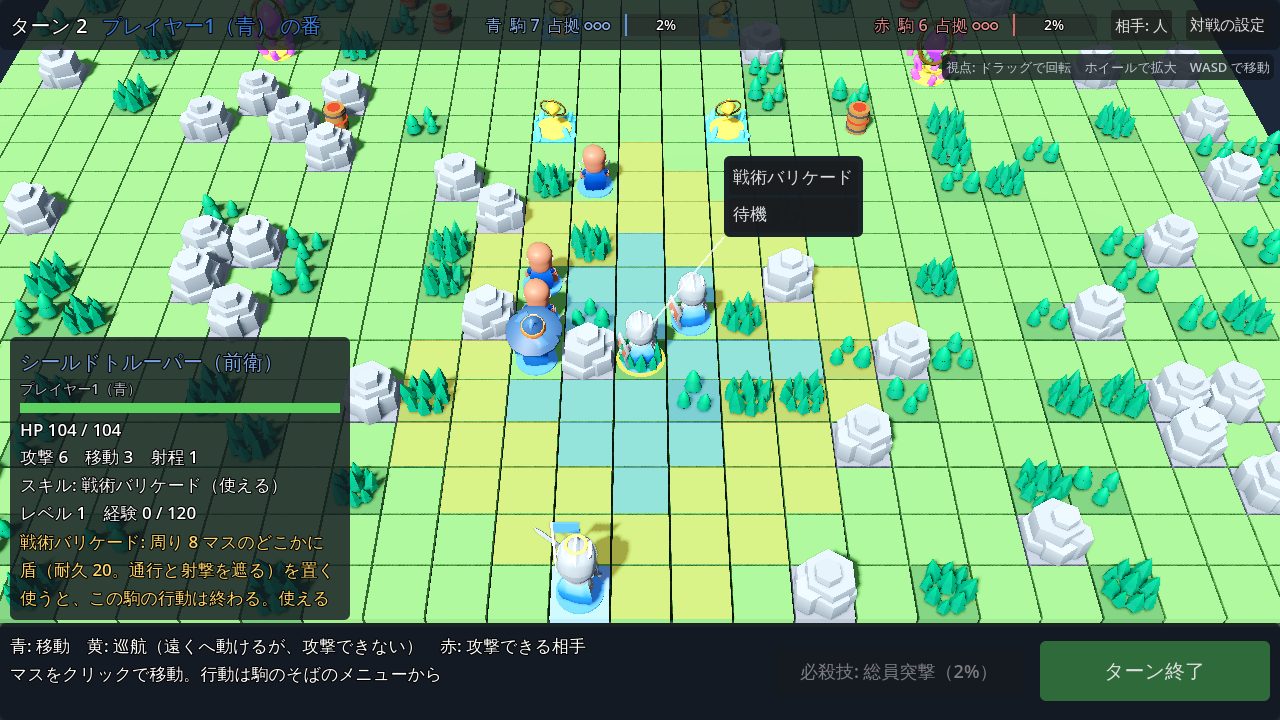 ターン 2 プレイヤー1（青）の番
青 駒 7 占拠 ○○○ 2%
赤 駒 6 占拠 ○○○ 2%
相手: 人
対戦の設定
視点: ドラッグで回転 ホイールで拡大 WASD で移動
戦術バリケード
待機
シールドトルーパー（前衛）
プレイヤー1（青）
HP 104 / 104
攻撃 6 移動 3 射程 1
スキル: 戦術バリケード（使える）
レベル 1 経験 0 / 120
戦術バリケード: 周り 8 マスのどこかに
盾（耐久 20。通行と射撃を遮る）を置く
使うと、この駒の行動は終わる。使える
青: 移動 黄: 巡航（遠くへ動けるが、攻撃できない） 赤: 攻撃できる相手
マスをクリックで移動。行動は駒のそばのメニューから
必殺技: 総員突撃（2%）
ターン終了